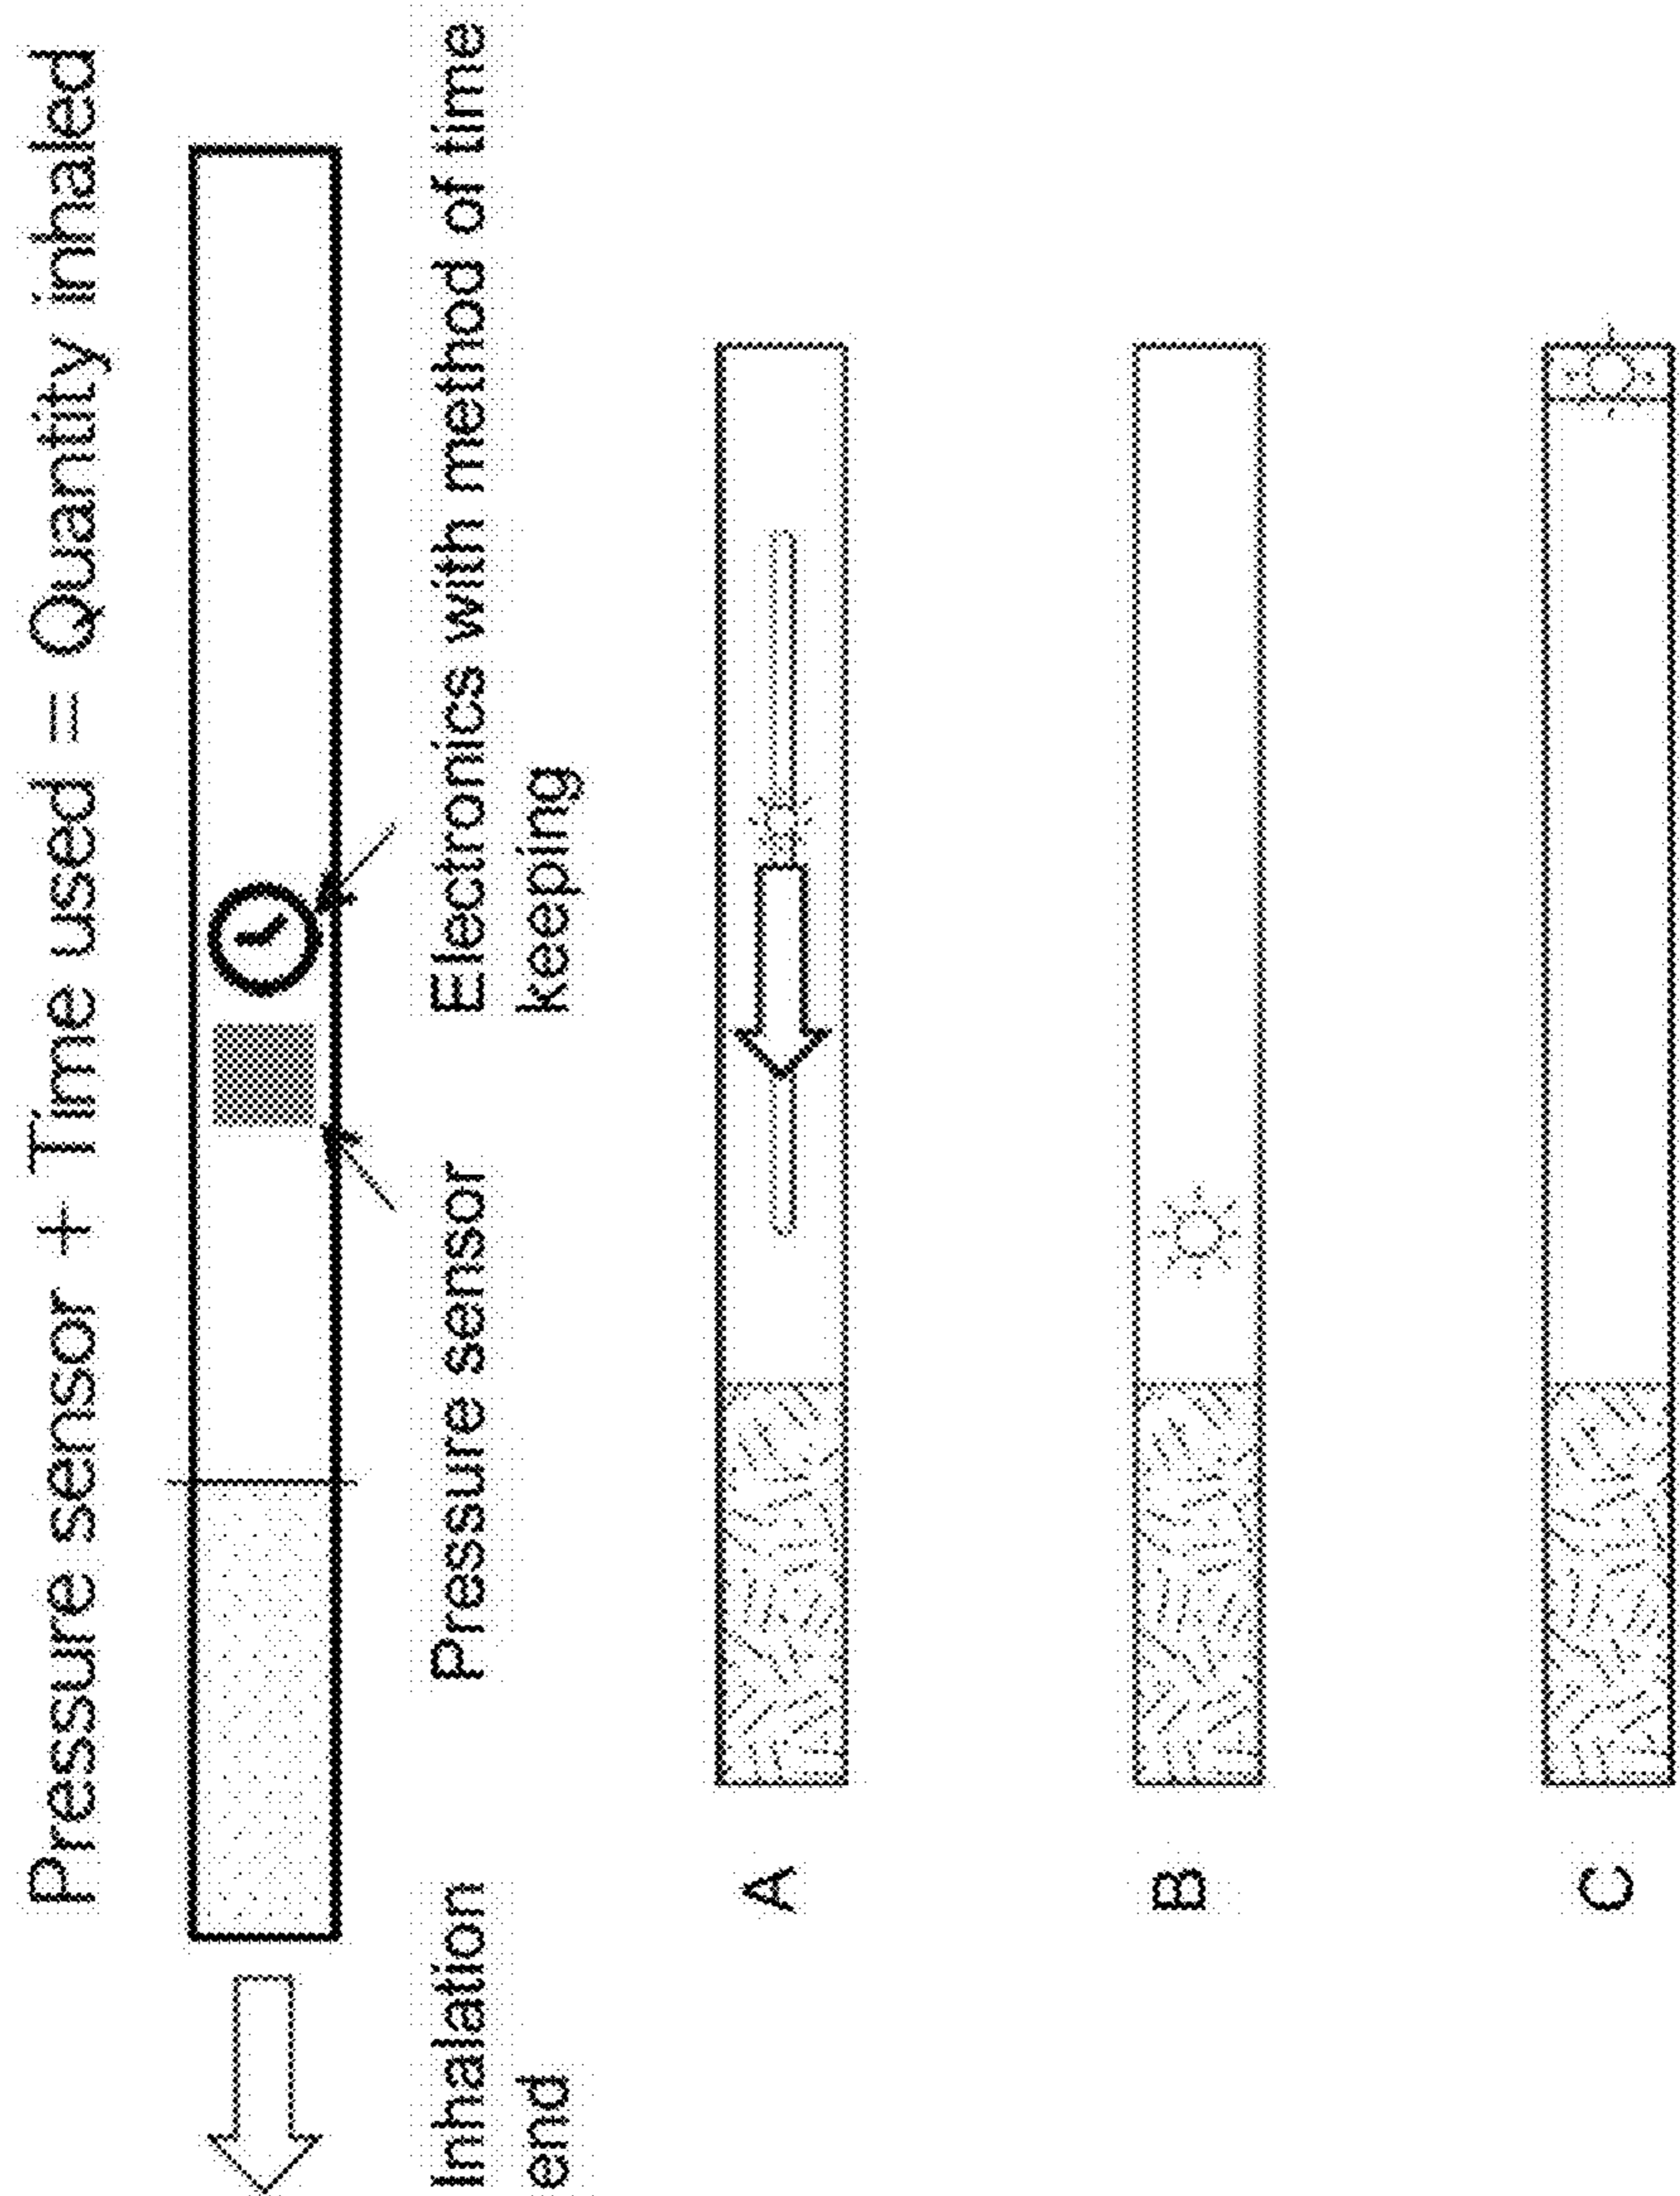 Pressure sensor + Time used = Quantity inhaled
Inhalation
end
Pressure sensor
Electronics with method of time
keeping
A
B
C